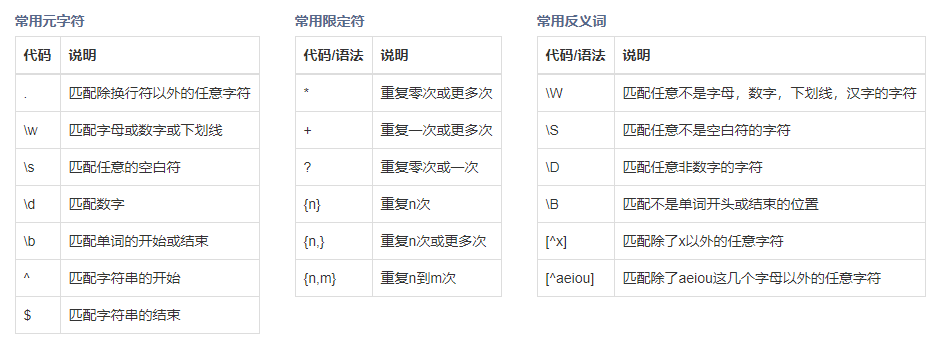 常用元字符
代码 说明
. 匹配除换行符以外的任意字符
\w 匹配字母或数字或下划线
\s 匹配任意的空白符
\d 匹配数字
\b 匹配单词的开始或结束
^ 匹配字符串的开始
$ 匹配字符串的结束
常用限定符
代码/语法 说明
* 重复零次或更多次
+ 重复一次或更多次
? 重复零次或一次
{n} 重复n次
{n,} 重复n次或更多次
{n,m} 重复n到m次
常用反义词
代码/语法 说明
\W 匹配任意不是字母，数字，下划线，汉字的字符
\S 匹配任意不是空白符的字符
\D 匹配任意非数字的字符
\B 匹配不是单词开头或结束的位置
[^x] 匹配除了x以外的任意字符
[^aeiou] 匹配除了aeiou这几个字母以外的任意字符